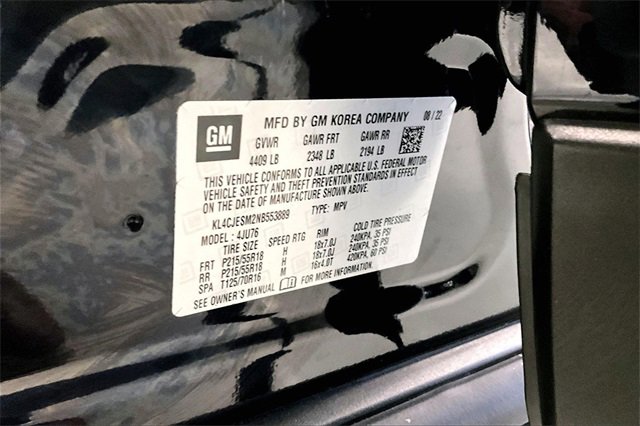 GM MFD BY GM KOREA COMPANY 06/22
GVWR GAWR FRT GAWR RR
4409 LB 2348 LB 2194 LB
THIS VEHICLE CONFORMS TO ALL APPLICABLE U.S. FEDERAL MOTOR
VEHICLE SAFETY AND THEFT PREVENTION STANDARDS IN EFFECT
ON THE DATE OF MANUFACTURE SHOWN ABOVE.
KL4CJESM2NB553889 TYPE: MPV
MODEL: 4JU76
TIRE SIZE SPEED RTG RIM COLD TIRE PRESSURE
FRT P215/55R18 H 18x7.0J 240KPA, 35 PSI
RR P215/55R18 H 18x7.0J 240KPA, 35 PSI
SPA T125/70R16 M 16x4.0T 420KPA, 60 PSI
SEE OWNER'S MANUAL FOR MORE INFORMATION.